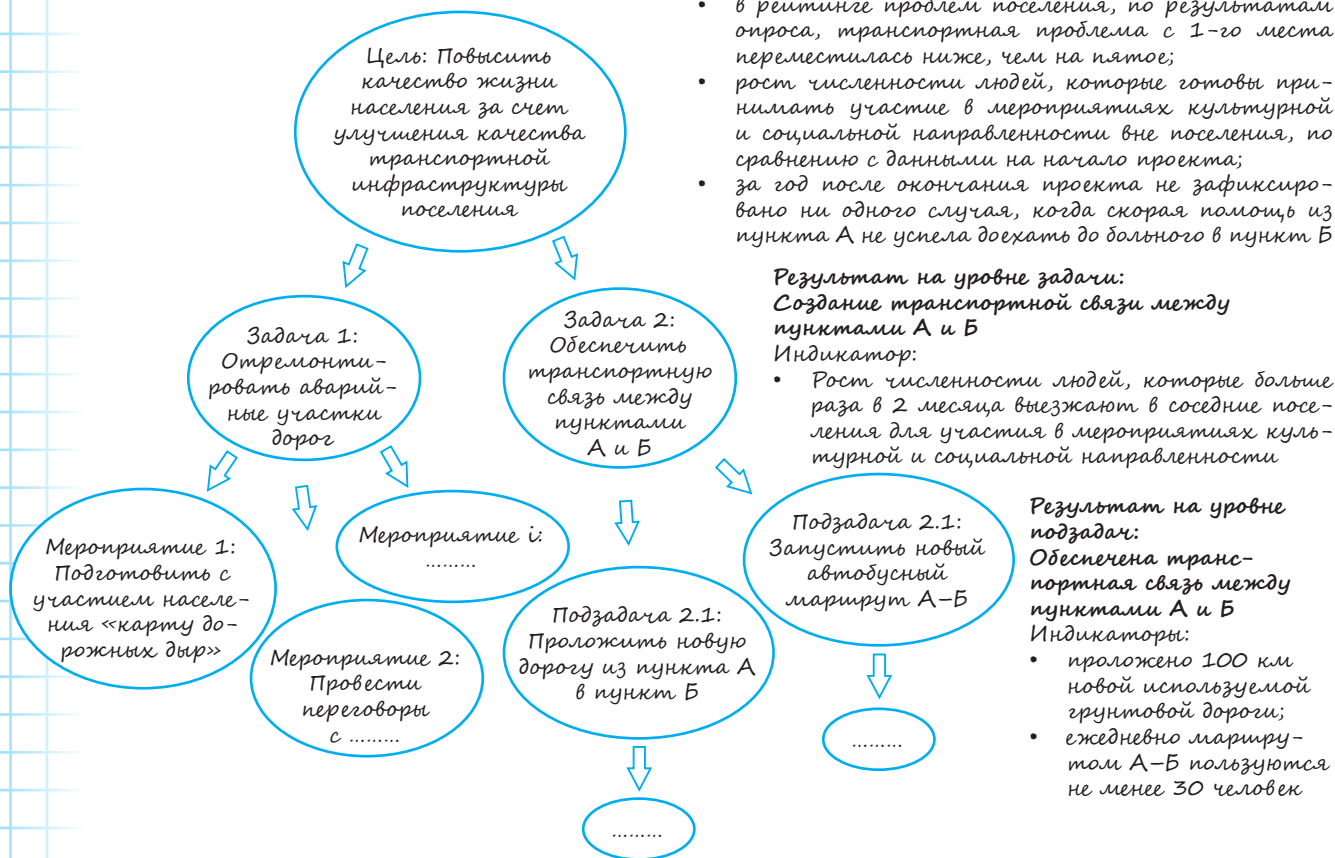 • в рейтинге проблем поселения, по результатам
опроса, транспортная проблема с 1-го места
переместилась ниже, чем на пятое;
• рост численности людей, которые готовы при-
нимать участие в мероприятиях культурной
и социальной направленности вне поселения, по
сравнению с данными на начало проекта;
• за год после окончания проекта не зафиксиро-
вано ни одного случая, когда скорая помощь из
пункта А не успела доехать до больного в пункт Б
Цель: Повысить
качество жизни
населения за счет
улучшения качества
транспортной
инфраструктуры
поселения
Результат на уровне задачи:
Создание транспортной связи между
пунктами А и Б
Индикатор:
• Рост численности людей, которые больше
раза в 2 месяца выезжают в соседние посе-
ления для участия в мероприятиях куль-
турной и социальной направленности
Задача 1:
Отремонти-
ровать аварий-
ные участки
дорог
Задача 2:
Обеспечить
транспортную
связь между
пунктами
А и Б
Мероприятие 1:
Подготовить с
участием населе-
ния «карту до-
рожных дыр»
Мероприятие 2:
Провести
переговоры
с .........
Мероприятие i:
.........
Подзадача 2.1:
Проложить новую
дорогу из пункта А
в пункт Б
.........
Подзадача 2.1:
Запустить новый
автобусный
маршрут А–Б
.........
Результат на уровне
подзадач:
Обеспечена транс-
портная связь между
пунктами А и Б
Индикаторы:
• проложено 100 км
новой используемой
грунтовой дороги;
• ежедневно маршру-
том А–Б пользуются
не менее 30 человек